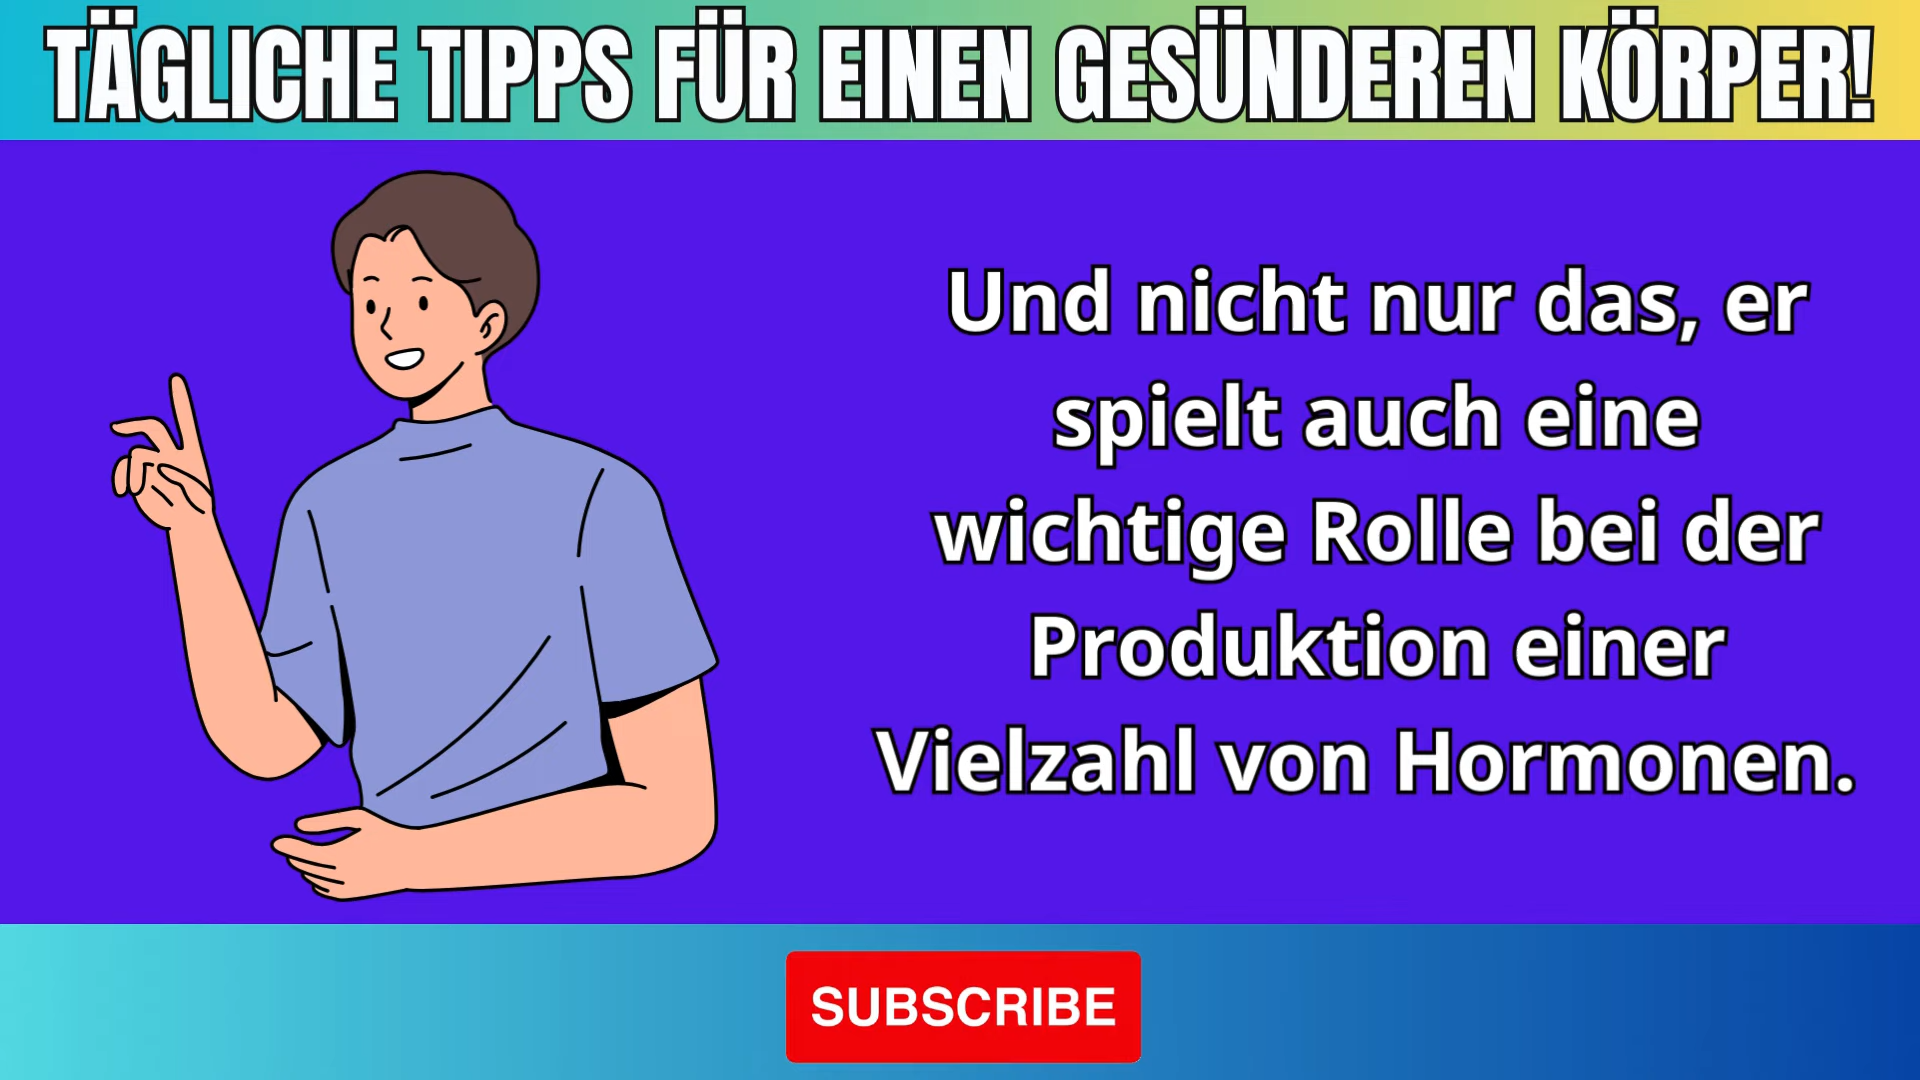 TÄGLICHE TIPPS FÜR EINEN GESÜNDEREN KÖRPER!
Und nicht nur das, er
spielt auch eine
wichtige Rolle bei der
Produktion einer
Vielzahl von Hormonen.
SUBSCRIBE